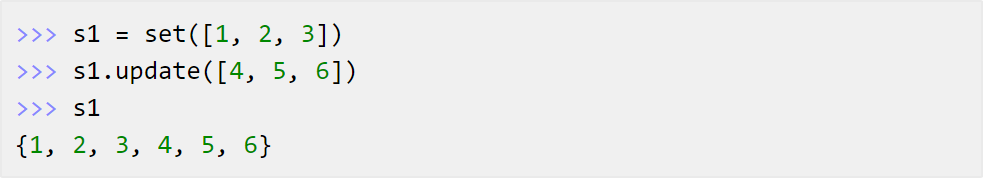 >>> s1 = set([1, 2, 3])
>>> s1.update([4, 5, 6])
>>> s1
{1, 2, 3, 4, 5, 6}